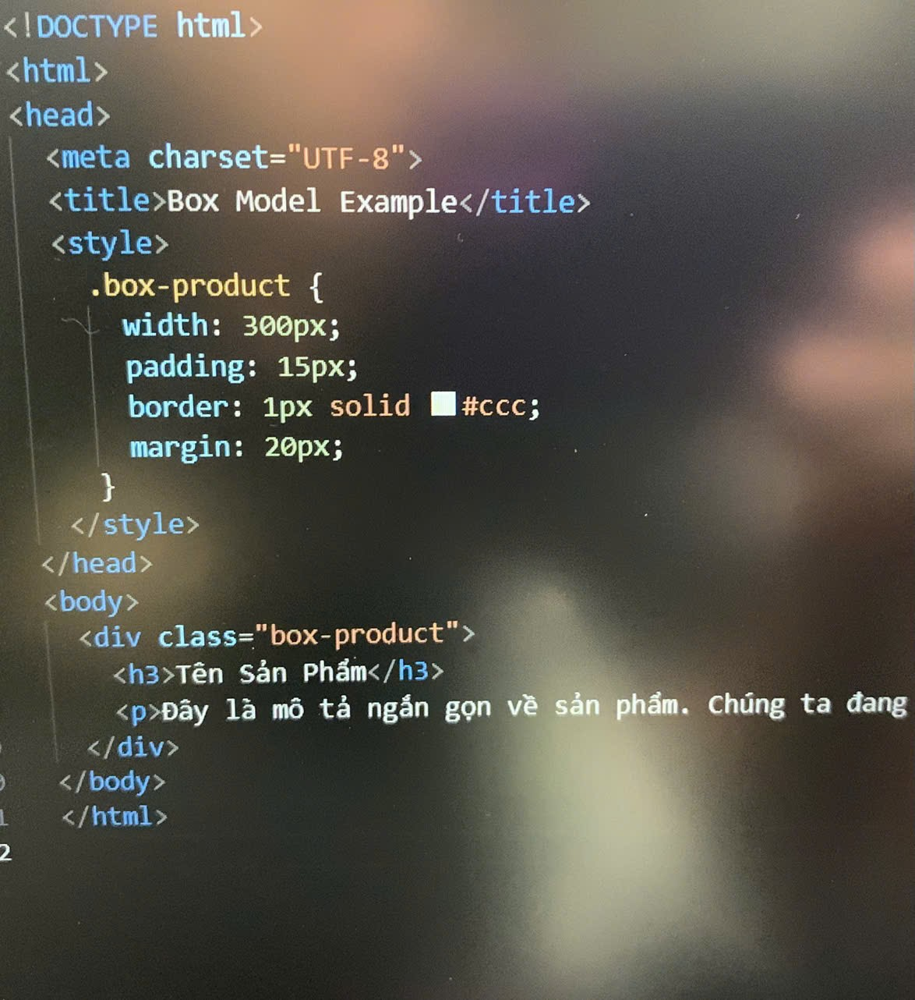 <!DOCTYPE html>
<html>
<head>
<meta charset="UTF-8">
<title>Box Model Example</title>
<style>
.box-product {
width: 300px;
padding: 15px;
border: 1px solid #ccc;
margin: 20px;
}
</style>
</head>
<body>
<div class="box-product">
<h3>Tên Sản Phẩm</h3>
<p>Đây là mô tả ngắn gọn về sản phẩm. Chúng ta đang
</div>
</body>
</html>
2